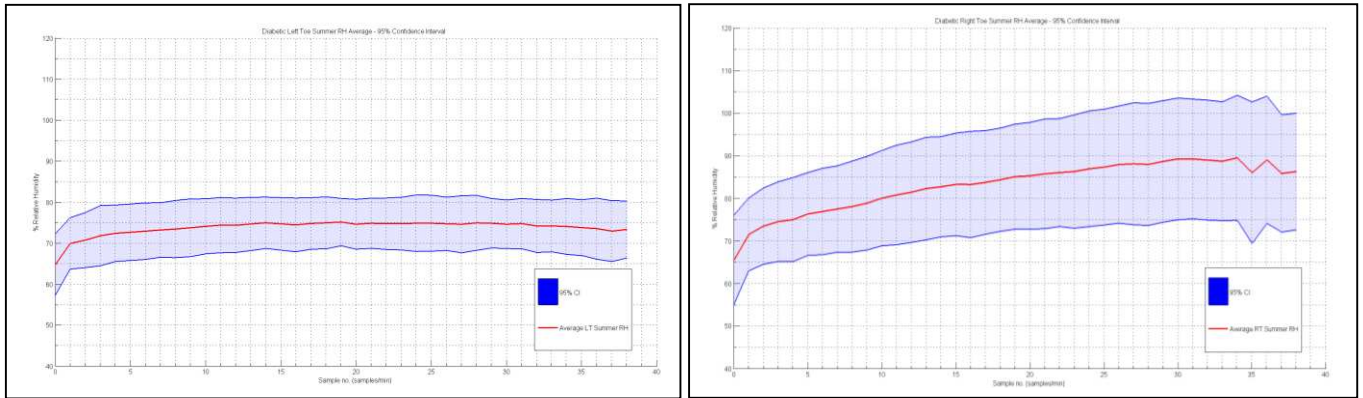 Diabetic Left Toe Summer RH Average - 95% Confidence Interval
120
110
100
90
80
70
60
50
40
% Relative Humidity
0 5 10 15 20 25 30 35 40
Sample no. (samples/min)
95% CI
Average LT Summer RH
Diabetic Right Toe Summer RH Average - 95% Confidence Interval
120
110
100
90
80
70
60
50
40
% Relative Humidity
0 5 10 15 20 25 30 35 40
Sample no. (samples/min)
95% CI
Average RT Summer RH